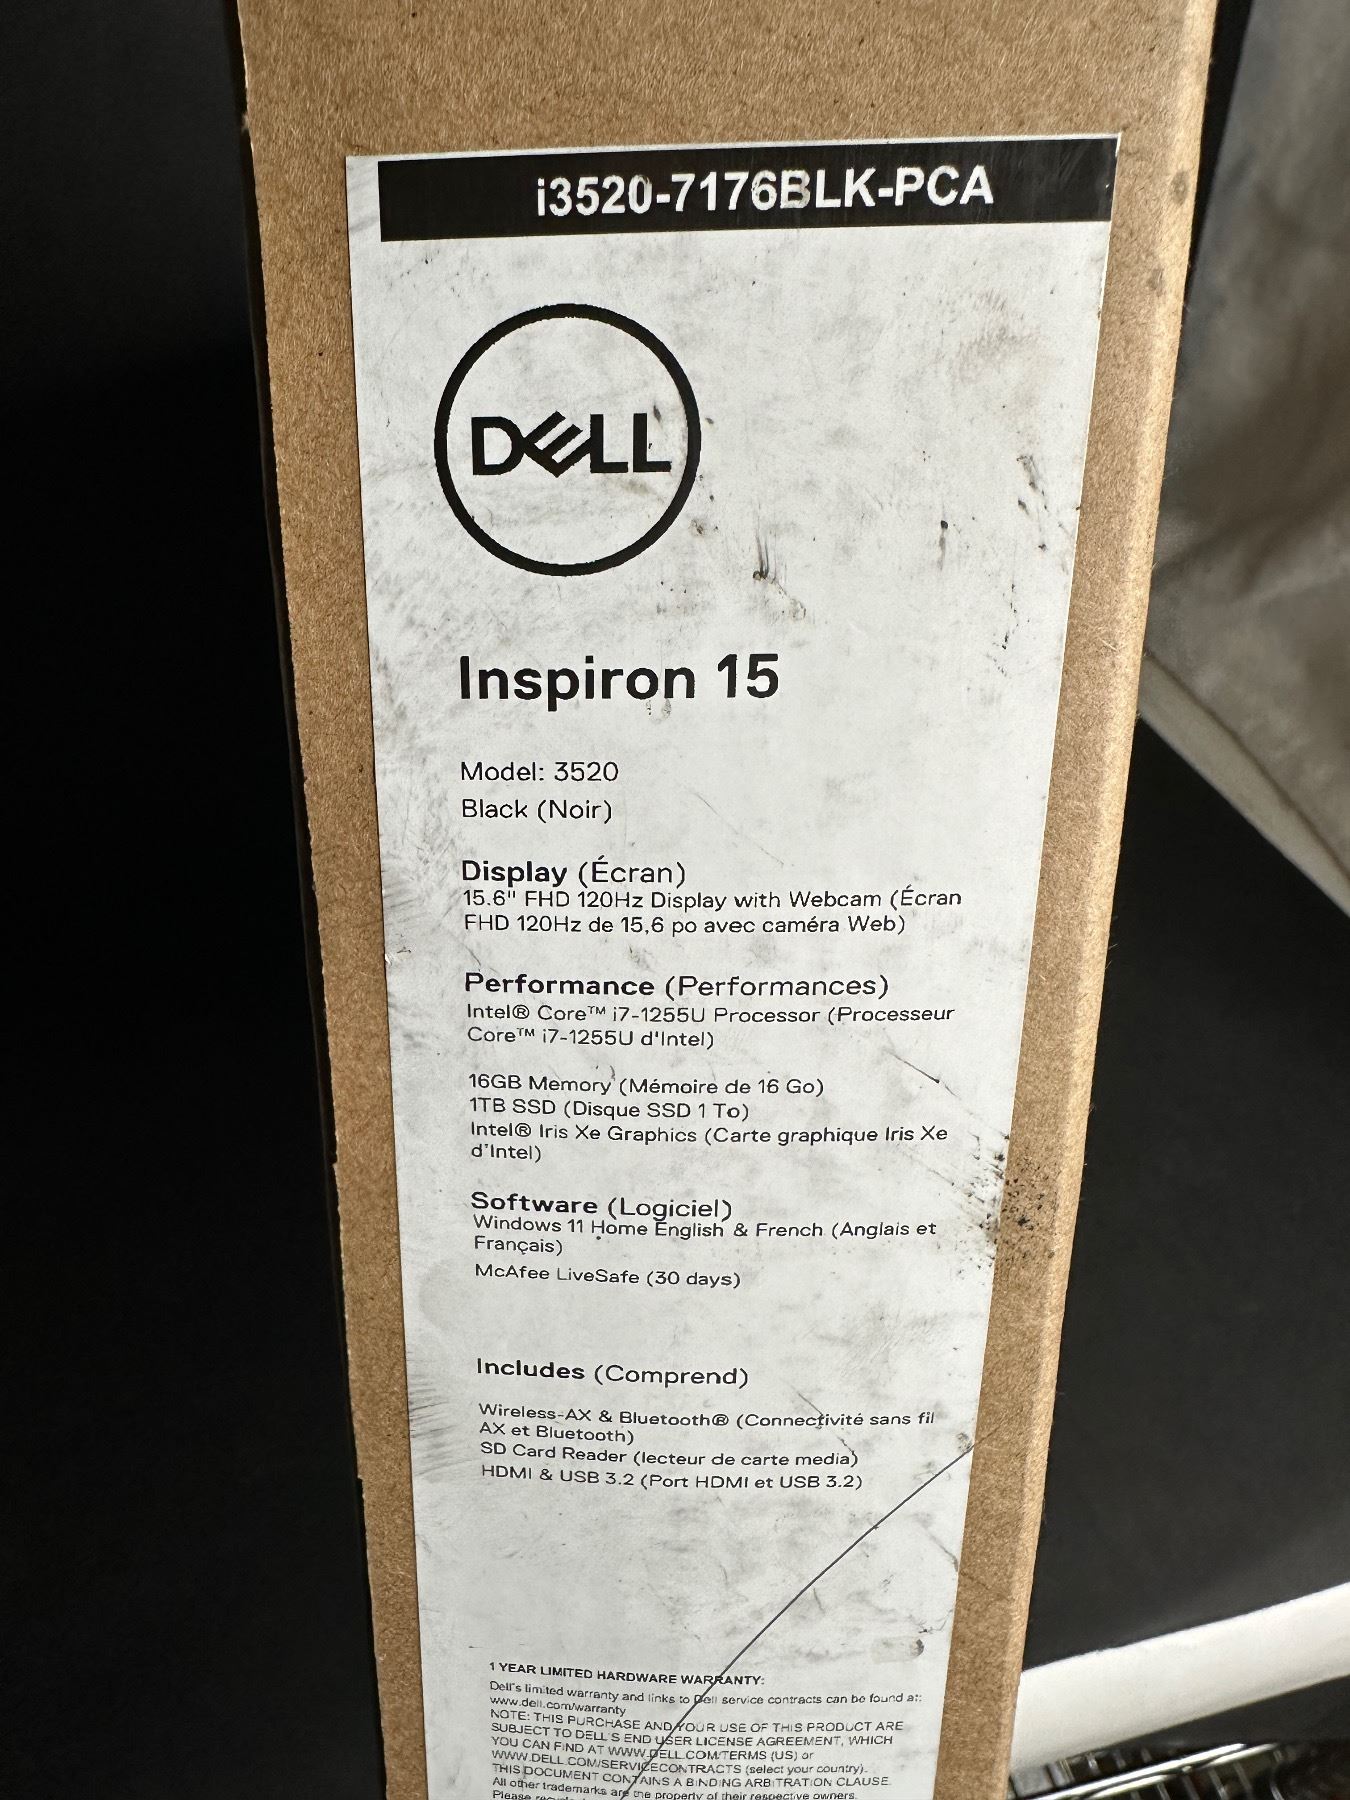 i3520-7176BLK-PCA
DELL
Inspiron 15
Model: 3520
Black (Noir)
Display (Écran)
15.6" FHD 120Hz Display with Webcam (Écran
FHD 120Hz de 15,6 po avec caméra Web)
Performance (Performances)
Intel® Core™ i7-1255U Processor (Processeur
Core™ i7-1255U d'Intel)
16GB Memory (Mémoire de 16 Go)
1TB SSD (Disque SSD 1 To)
Intel® Iris Xe Graphics (Carte graphique Iris Xe
d'Intel)
Software (Logiciel)
Windows 11 Home English & French (Anglais et
Français)
McAfee LiveSafe (30 days)
Includes (Comprend)
Wireless-AX & Bluetooth® (Connectivité sans fil
AX et Bluetooth)
SD Card Reader (lecteur de carte media)
HDMI & USB 3.2 (Port HDMI et USB 3.2)
1 YEAR LIMITED HARDWARE WARRANTY:
Dell's limited warranty and links to Dell service contracts can be found at:
www.dell.com/warranty
NOTE: THIS PURCHASE AND YOUR USE OF THIS PRODUCT ARE
SUBJECT TO DELL'S END USER LICENSE AGREEMENT, WHICH
YOU CAN FIND AT WWW.DELL.COM/TERMS (US) or
WWW.DELL.COM/SERVICECONTRACTS (select your country).
THIS DOCUMENT CONTAINS A BINDING ARBITRATION CLAUSE.
All other trademarks are the property of their respective owners.
Please